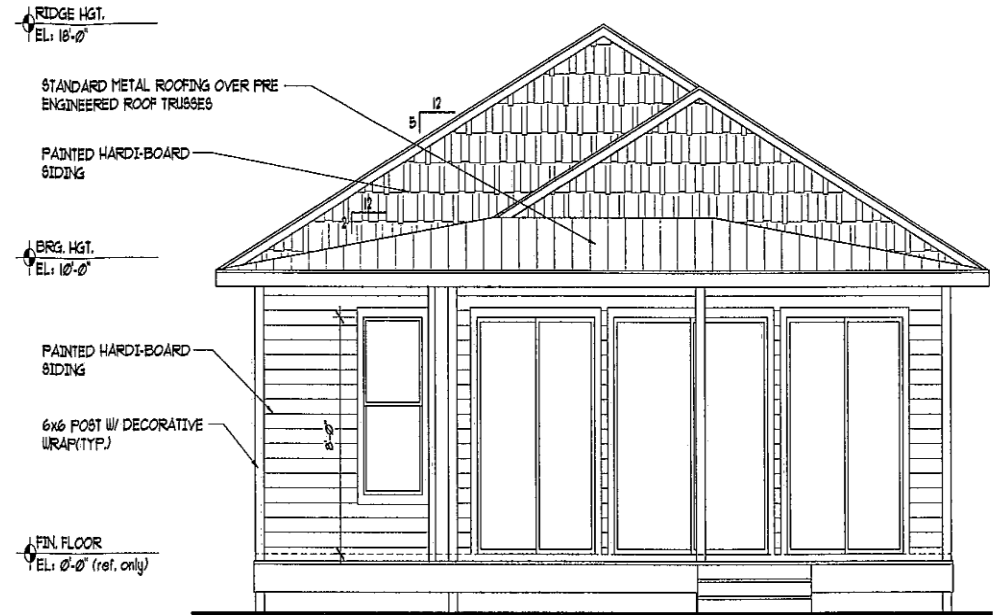 RIDGE HGT.
EL: 18'-0"
STANDARD METAL ROOFING OVER PRE
ENGINEERED ROOF TRUSSES
12
5
PAINTED HARDI-BOARD
SIDING
12
2
BRG. HGT.
EL: 10'-0"
PAINTED HARDI-BOARD
SIDING
6x6 POST W/ DECORATIVE
WRAP(TYP.)
8'-0"
FIN. FLOOR
EL: 0'-0" (ref. only)